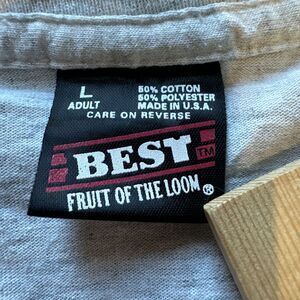 L 50% COTTON
ADULT 50% POLYESTER
MADE IN U.S.A.
CARE ON REVERSE
BEST TM
FRUIT OF THE LOOM ®